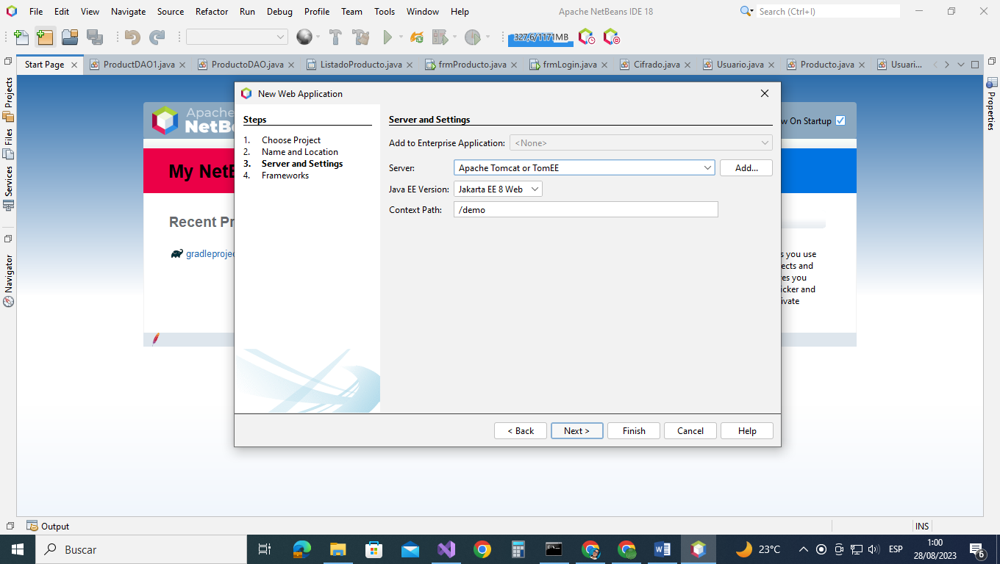 File Edit View Navigate Source Refactor Run Debug Profile Team Tools Window Help Apache NetBeans IDE 18 Search (Ctrl+I)
327,6/1171MB
Start Page ProductDAO1.java ProductoDAO.java ListadoProducto.java frmProducto.java frmLogin.java Cifrado.java Usuario.java Producto.java Usuari...
Projects
Files
Services
Navigator
Properties
Apache
NetBe
w On Startup
My NetB
Recent Pr
gradleprojec
s you use
ects and
res you
icker and
ivate
New Web Application
Steps
1. Choose Project
2. Name and Location
3. Server and Settings
4. Frameworks
Server and Settings
Add to Enterprise Application: <None>
Server: Apache Tomcat or TomEE Add...
Java EE Version: Jakarta EE 8 Web
Context Path: /demo
< Back Next > Finish Cancel Help
Output
INS
Buscar
23°C
ESP
1:00
28/08/2023
6